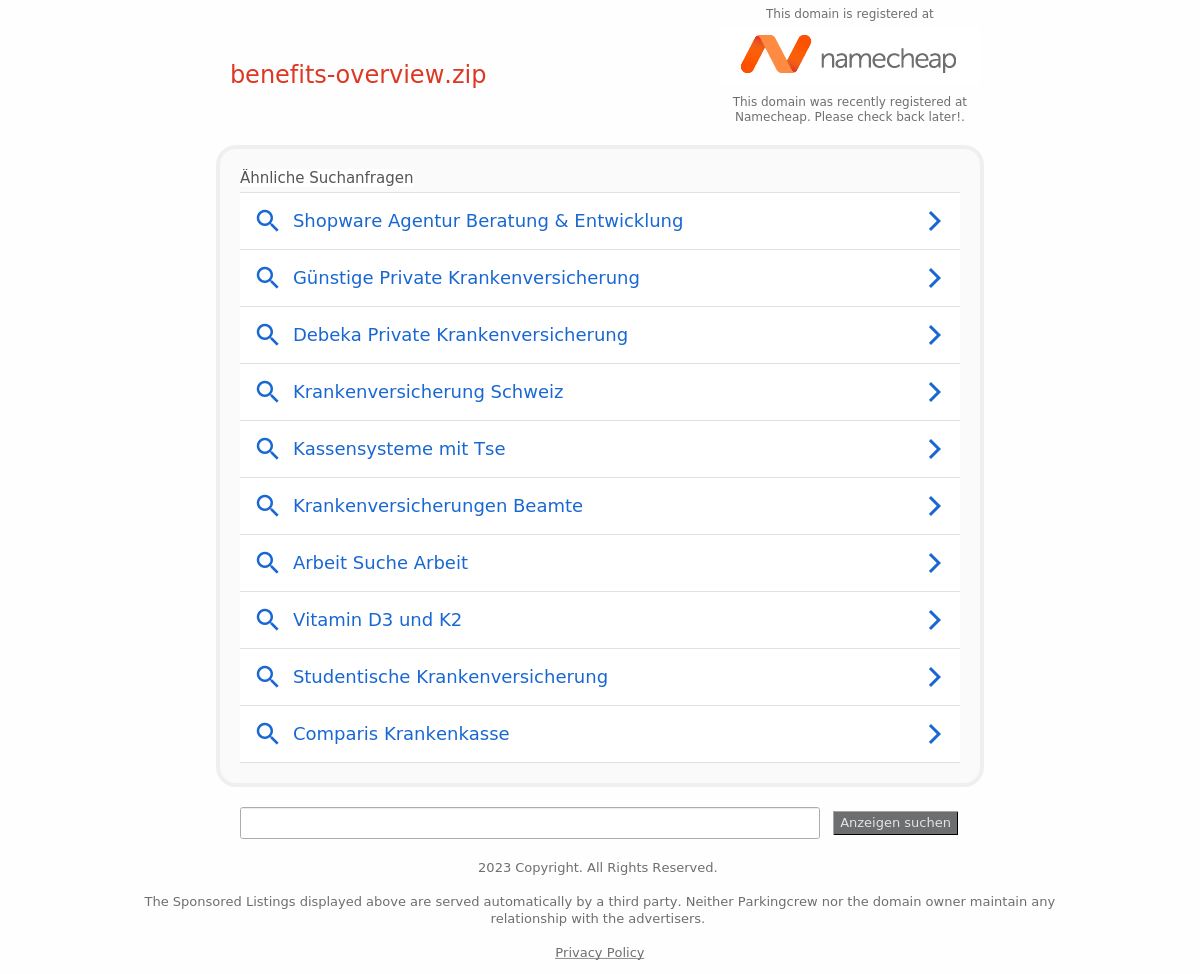 This domain is registered at
namecheap
benefits-overview.zip
This domain was recently registered at
Namecheap. Please check back later!.
Ähnliche Suchanfragen
Shopware Agentur Beratung & Entwicklung
Günstige Private Krankenversicherung
Debeka Private Krankenversicherung
Krankenversicherung Schweiz
Kassensysteme mit Tse
Krankenversicherungen Beamte
Arbeit Suche Arbeit
Vitamin D3 und K2
Studentische Krankenversicherung
Comparis Krankenkasse
Anzeigen suchen
2023 Copyright. All Rights Reserved.
The Sponsored Listings displayed above are served automatically by a third party. Neither Parkingcrew nor the domain owner maintain any
relationship with the advertisers.
Privacy Policy